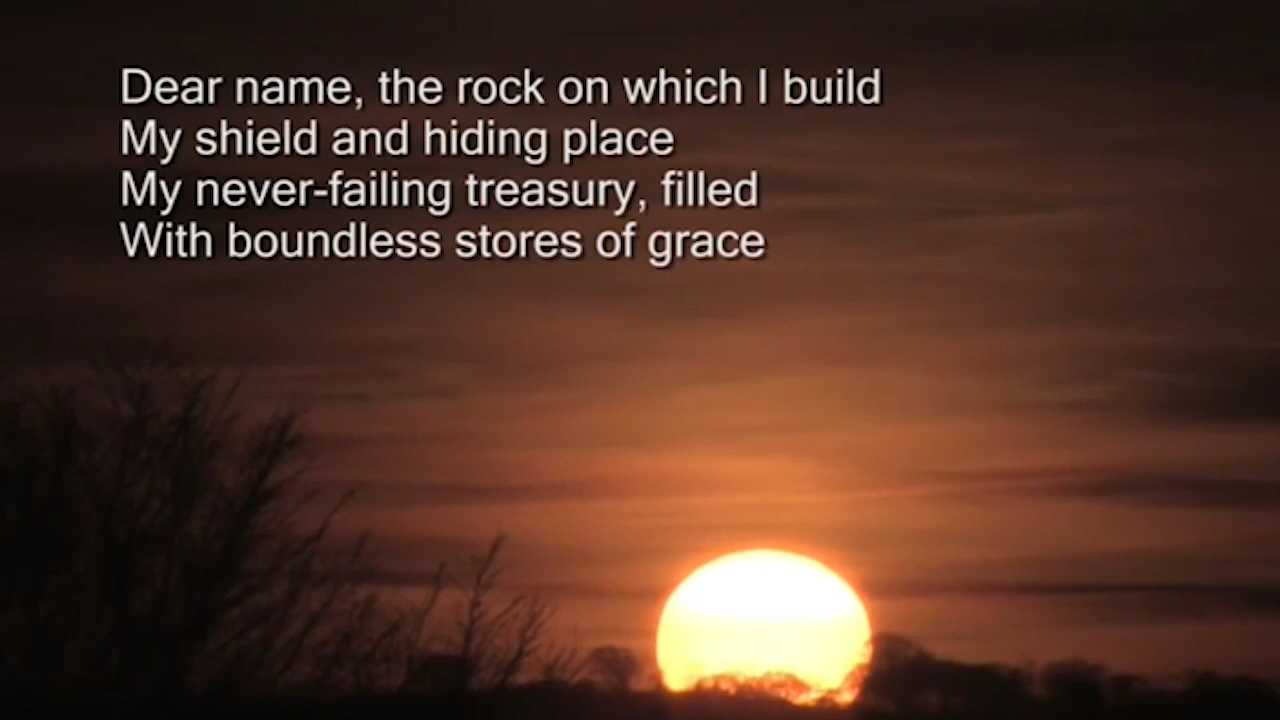 Dear name, the rock on which I build
My shield and hiding place
My never-failing treasury, filled
With boundless stores of grace